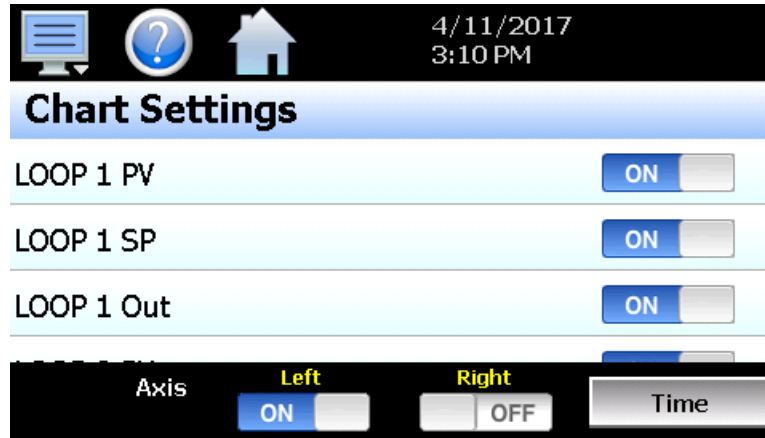 ?
4/11/2017
3:10 PM
Chart Settings
LOOP 1 PV ON
LOOP 1 SP ON
LOOP 1 Out ON
Axis Left Right
ON OFF Time